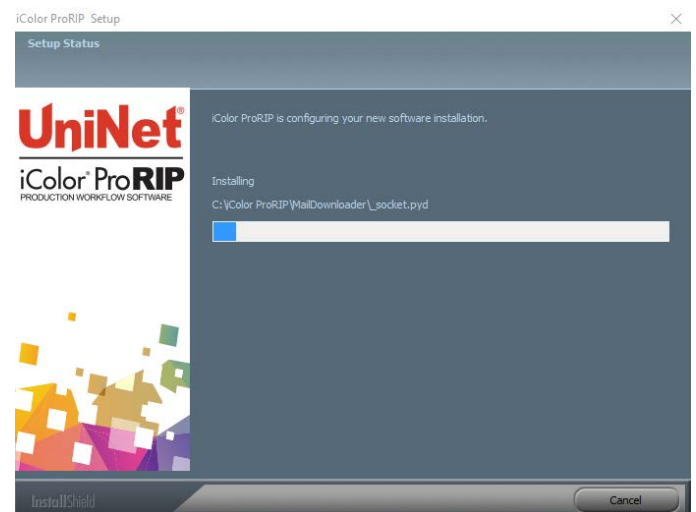 iColor ProRIP Setup
Setup Status
UniNet®
iColor® ProRIP
PRODUCTION WORKFLOW SOFTWARE
iColor ProRIP is configuring your new software installation.
Installing
C:\iColor ProRIP\MailDownloader\_socket.pyd
InstallShield
Cancel